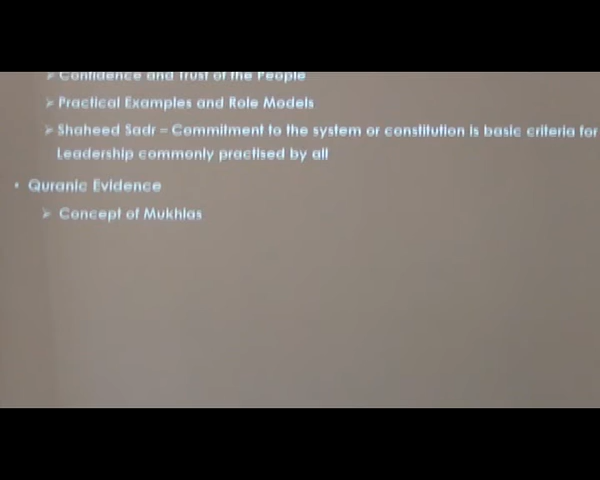 ➢ Confidence and Trust of the People
➢ Practical Examples and Role Models
➢ Shaheed Sadr = Commitment to the system or constitution is basic criteria for
Leadership commonly practised by all
• Quranic Evidence
➢ Concept of Mukhlas